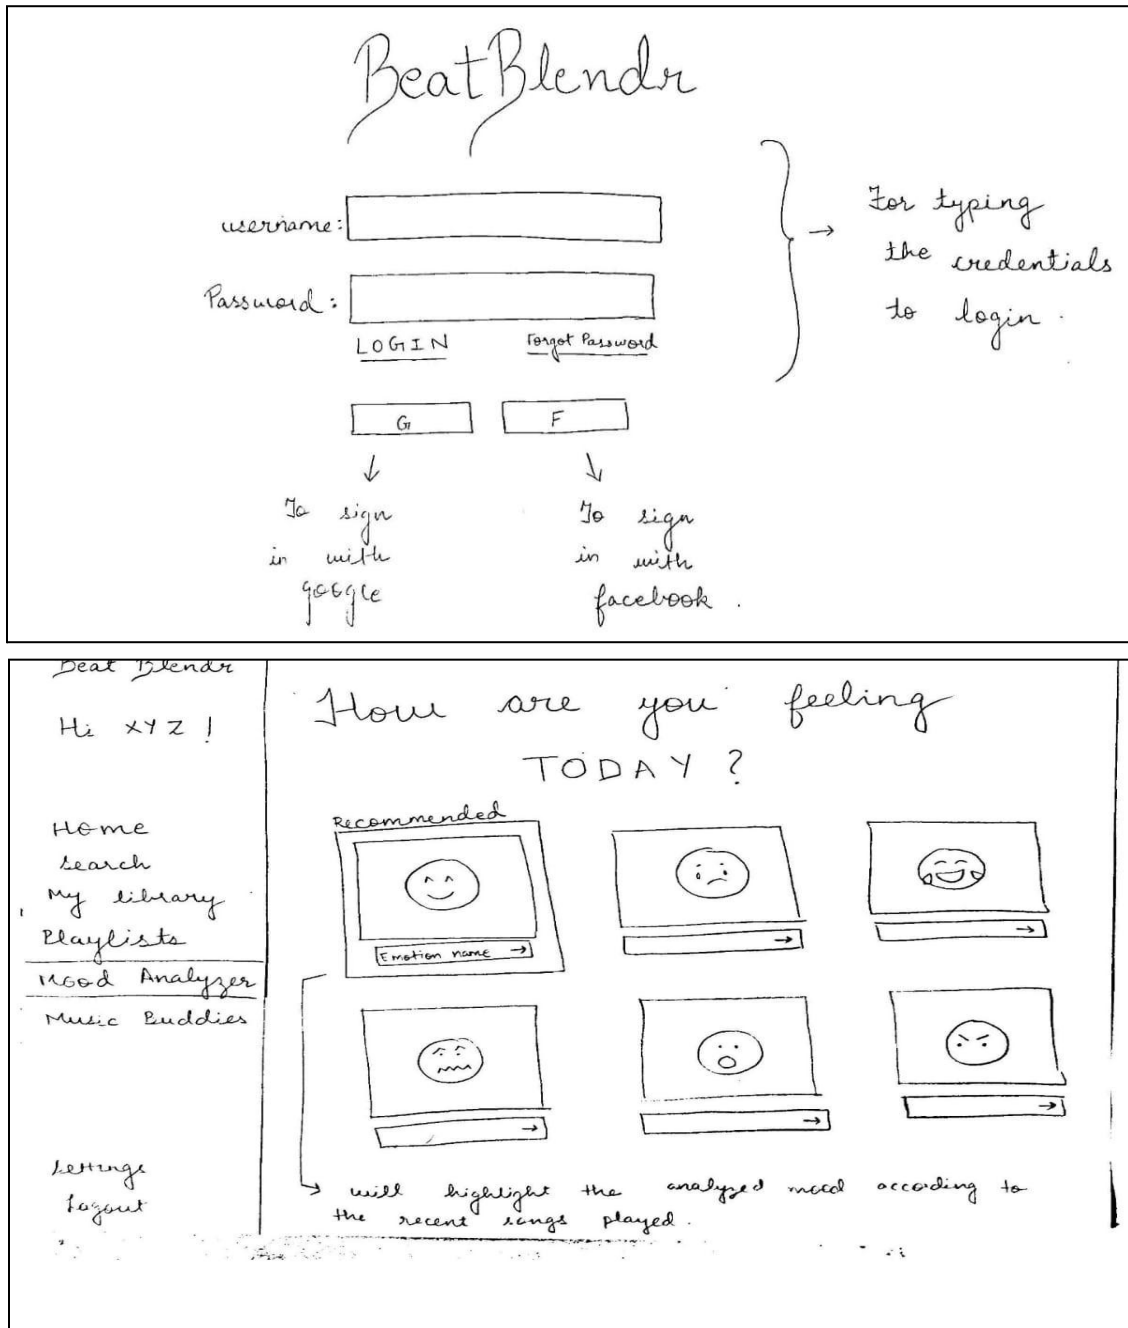 BeatBlendr
username:
Password:
LOGIN Forgot Password
G F
For typing
the credentials
to login.
To sign
in with
google
To sign
in with
facebook.
Beat Blendr
Hi XYZ!
Home
Search
My library
Playlists
Mood Analyzer
Music Buddies
Settings
Logout
How are you feeling
TODAY?
Recommended
Emotion name →
→
→
→
→
→
→ will highlight the analyzed mood according to
the recent songs played.